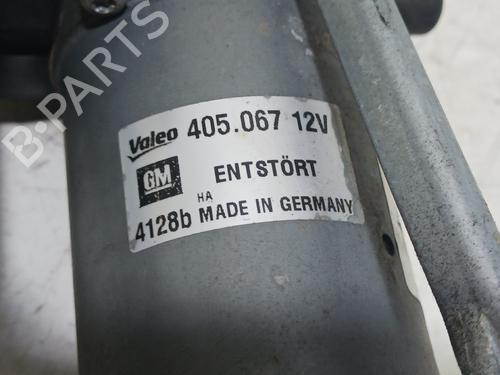 B-PARTS
Valeo 405.067 12V
GM ENTSTÖRT
HA
4128b MADE IN GERMANY